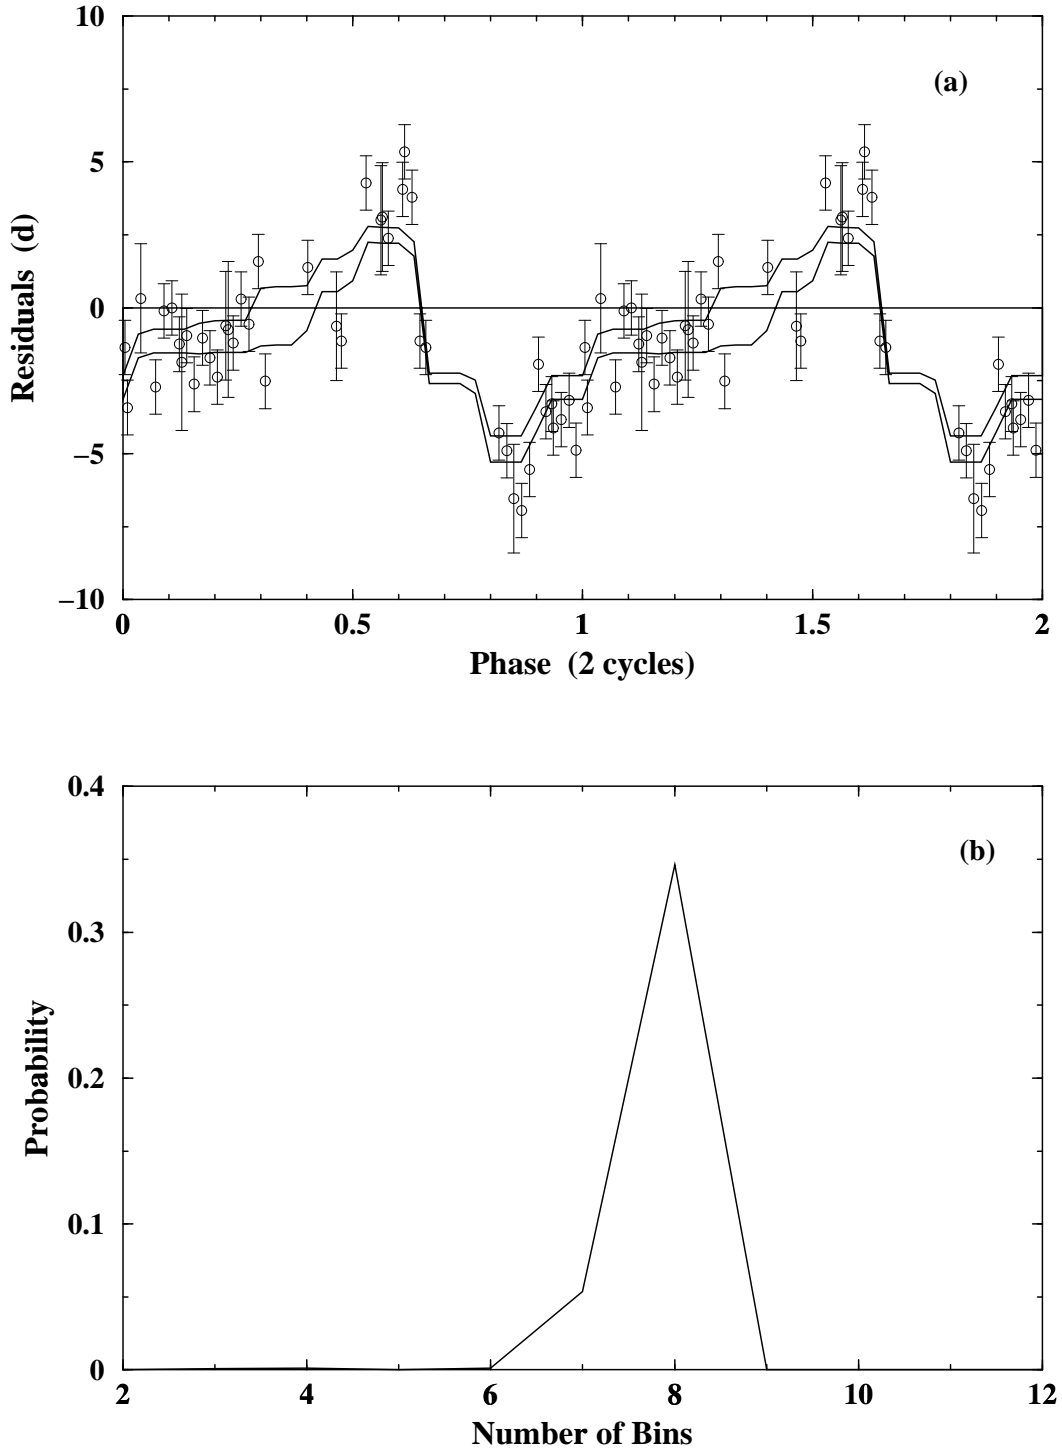 10
(a)
5
Residuals (d)
0
−5
−10
0 0.5 1 1.5 2
Phase (2 cycles)
0.4
(b)
0.3
Probability
0.2
0.1
0
2 4 6 8 10 12
Number of Bins